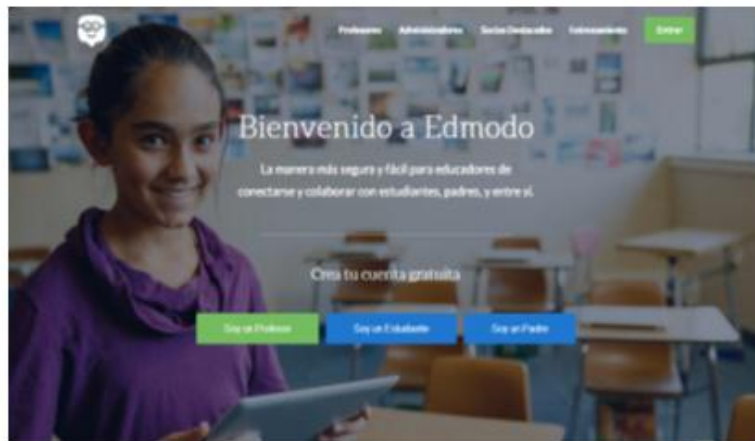 Profesores Administradores Socios Destacados Entrenamiento Entrar
Bienvenido a Edmodo
La manera más segura y fácil para educadores de
conectarse y colaborar con estudiantes, padres, y entre sí.
Crea tu cuenta gratuita
Soy un Profesor Soy un Estudiante Soy un Padre